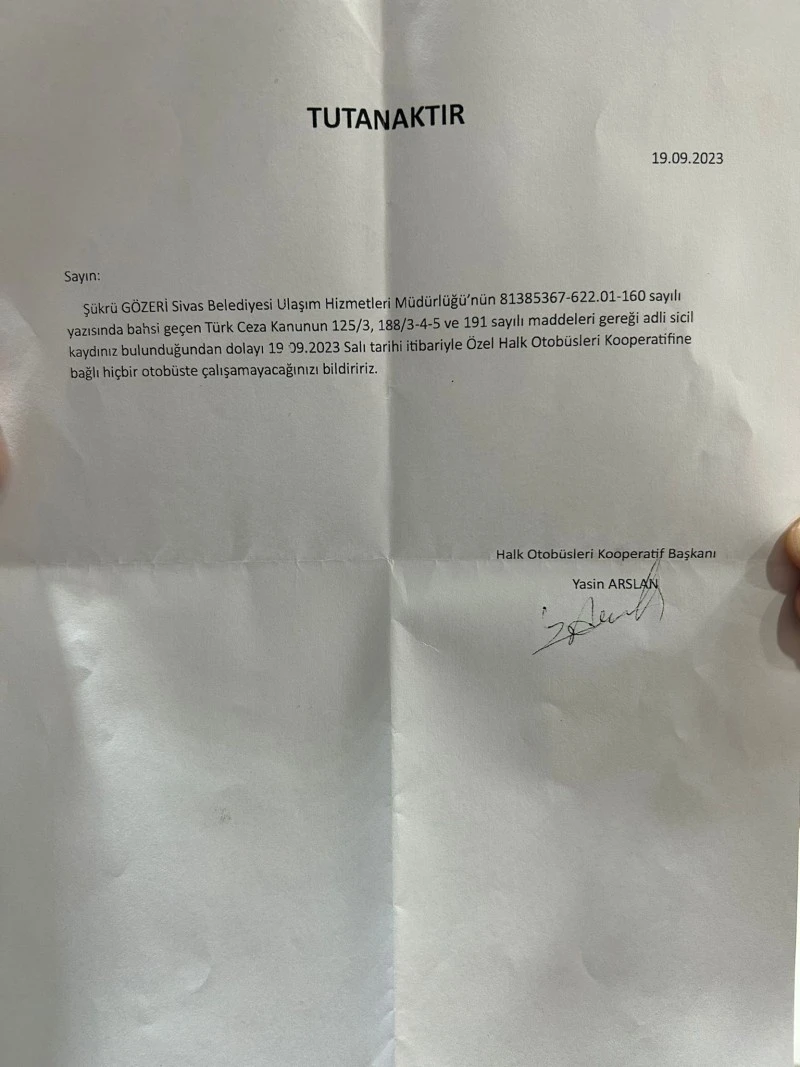 TUTANAKTIR
19.09.2023
Sayın:
Şükrü GÖZERİ Sivas Belediyesi Ulaşım Hizmetleri Müdürlüğü'nün 81385367-622.01-160 sayılı
yazısında bahsi geçen Türk Ceza Kanunun 125/3, 188/3-4-5 ve 191 sayılı maddeleri gereği adli sicil
kaydınız bulunduğundan dolayı 19 09.2023 Salı tarihi itibariyle Özel Halk Otobüsleri Kooperatifine
bağlı hiçbir otobüste çalışamayacağınızı bildiririz.
Halk Otobüsleri Kooperatif Başkanı
Yasin ARSLAN